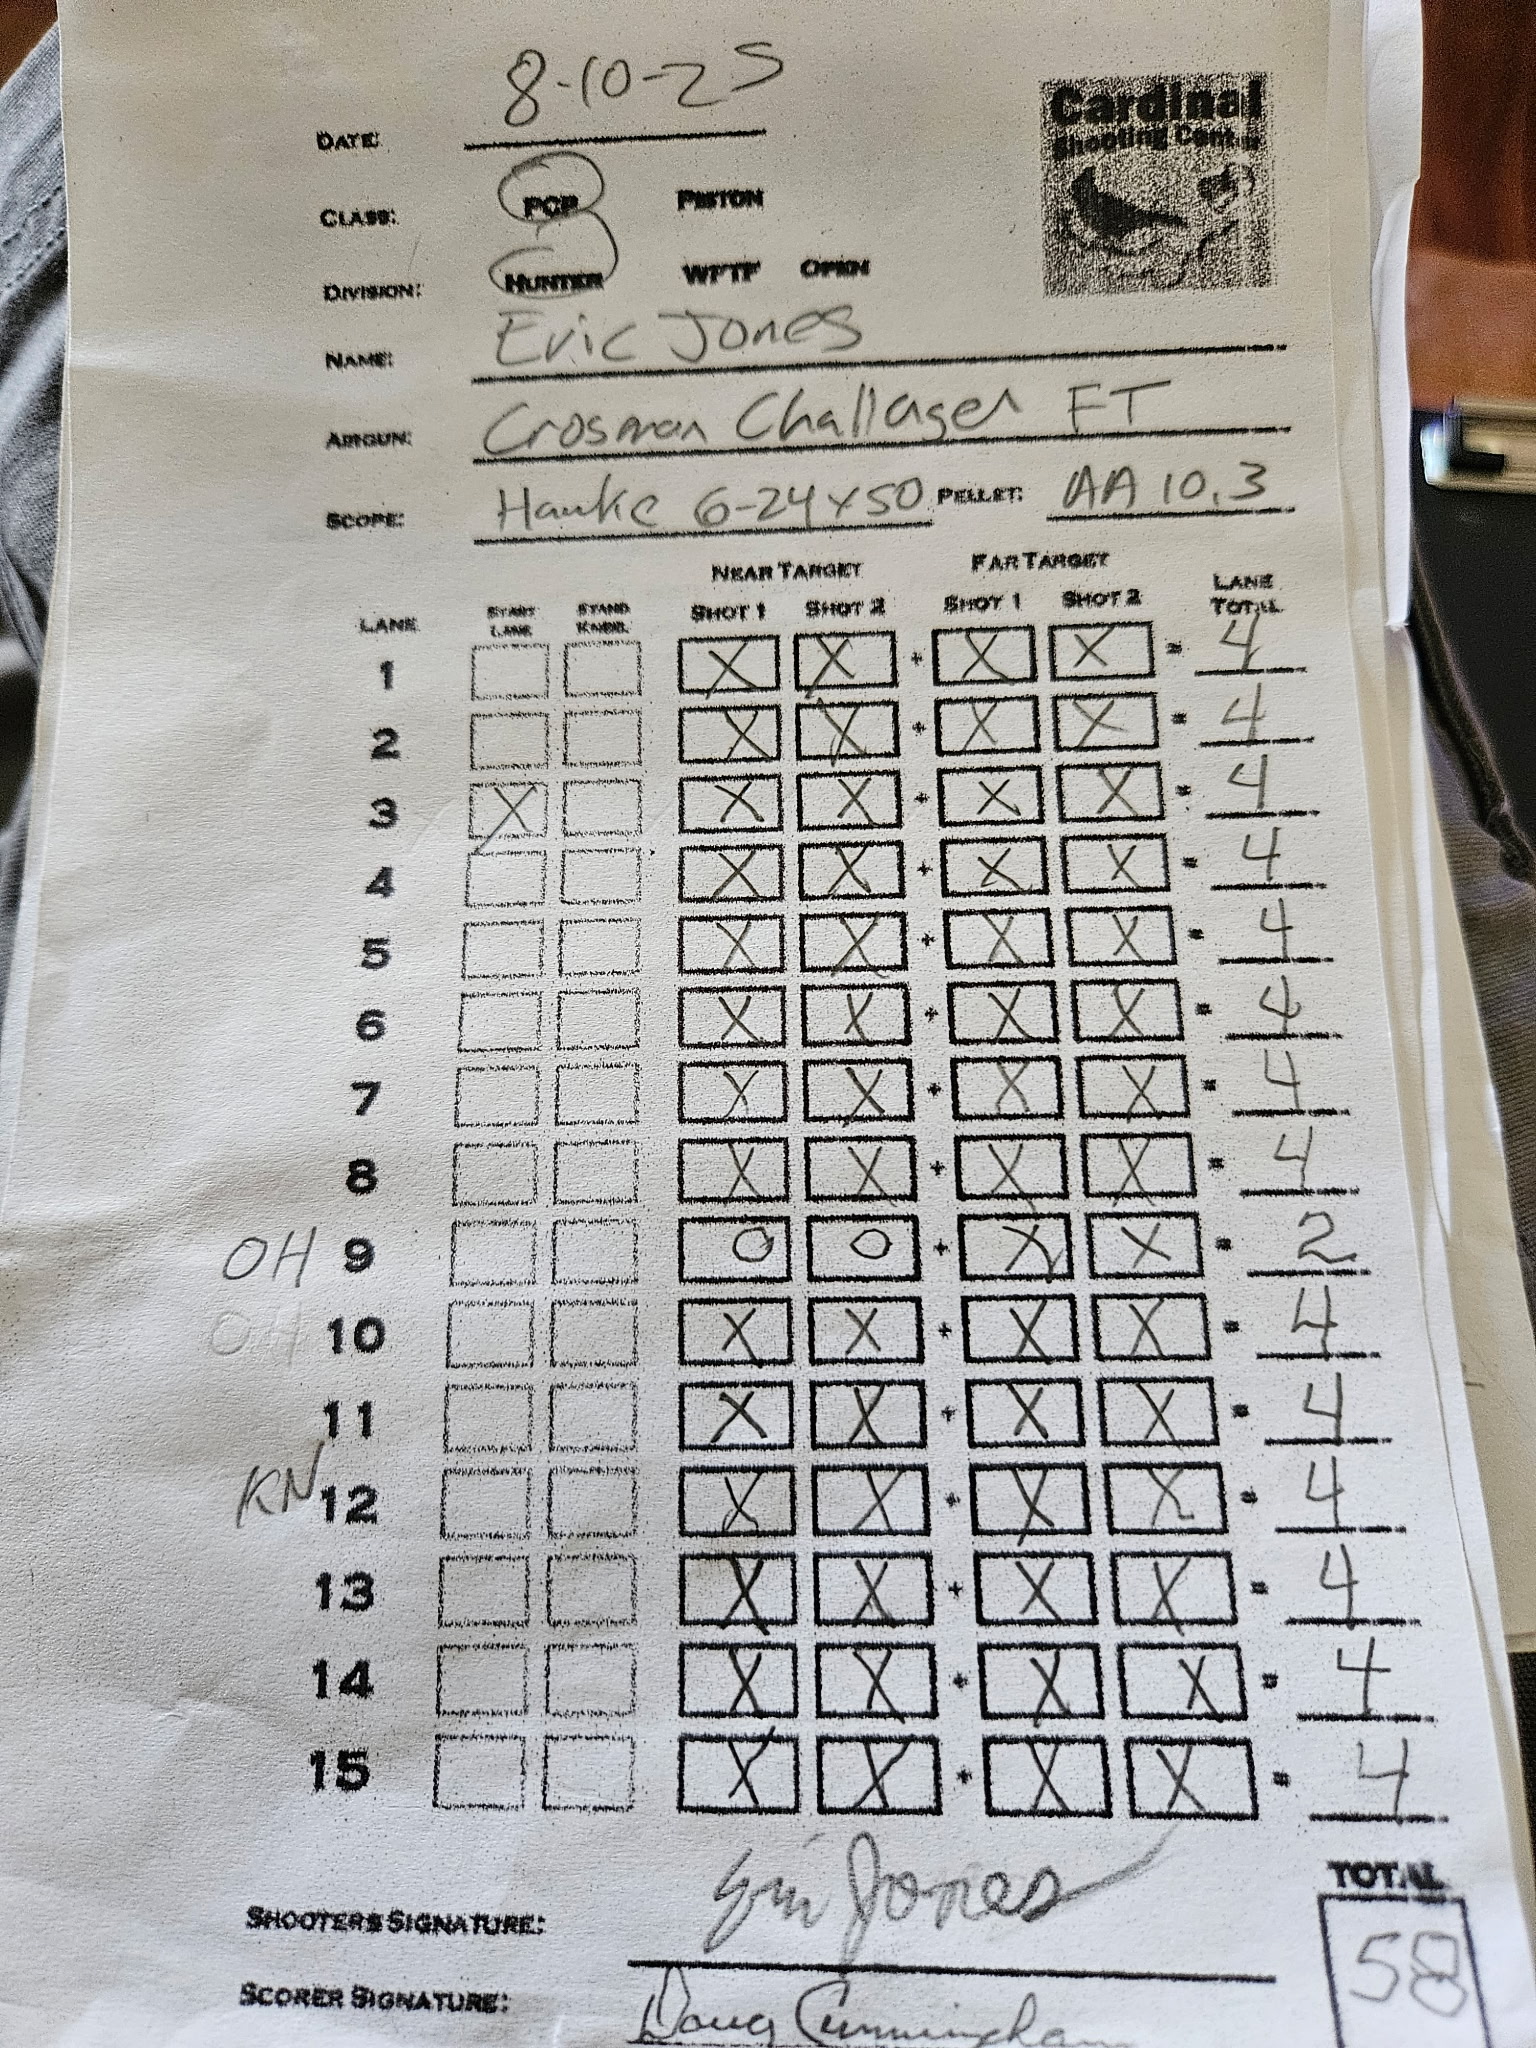 8-10-25
Cardinal
Shooting Center
DATE:
CLASS: PCP PISTON
DIVISION: HUNTER WFTF OPEN
NAME: Eric Jones
AIRGUN: Crosman Challager FT
SCOPE: Hawke 6-24x50 PELLET: AA 10.3
NEAR TARGET FAR TARGET
LANE START LANE STAND KNEEL SHOT 1 SHOT 2 SHOT 1 SHOT 2 LANE TOTAL
1 X X + X X = 4
2 X X + X X = 4
3 X X X + X X = 4
4 X X + X X = 4
5 X X + X X = 4
6 X X + X X = 4
7 X X + X X = 4
8 X X + X X = 4
OH 9 O O + X X = 2
OH 10 X X + X X = 4
11 X X + X X = 4
KN 12 X X + X X = 4
13 X X + X X = 4
14 X X + X X = 4
15 X X + X X = 4
TOTAL
SHOOTERS SIGNATURE: Eric Jones
58
SCORER SIGNATURE: Doug Cunningham